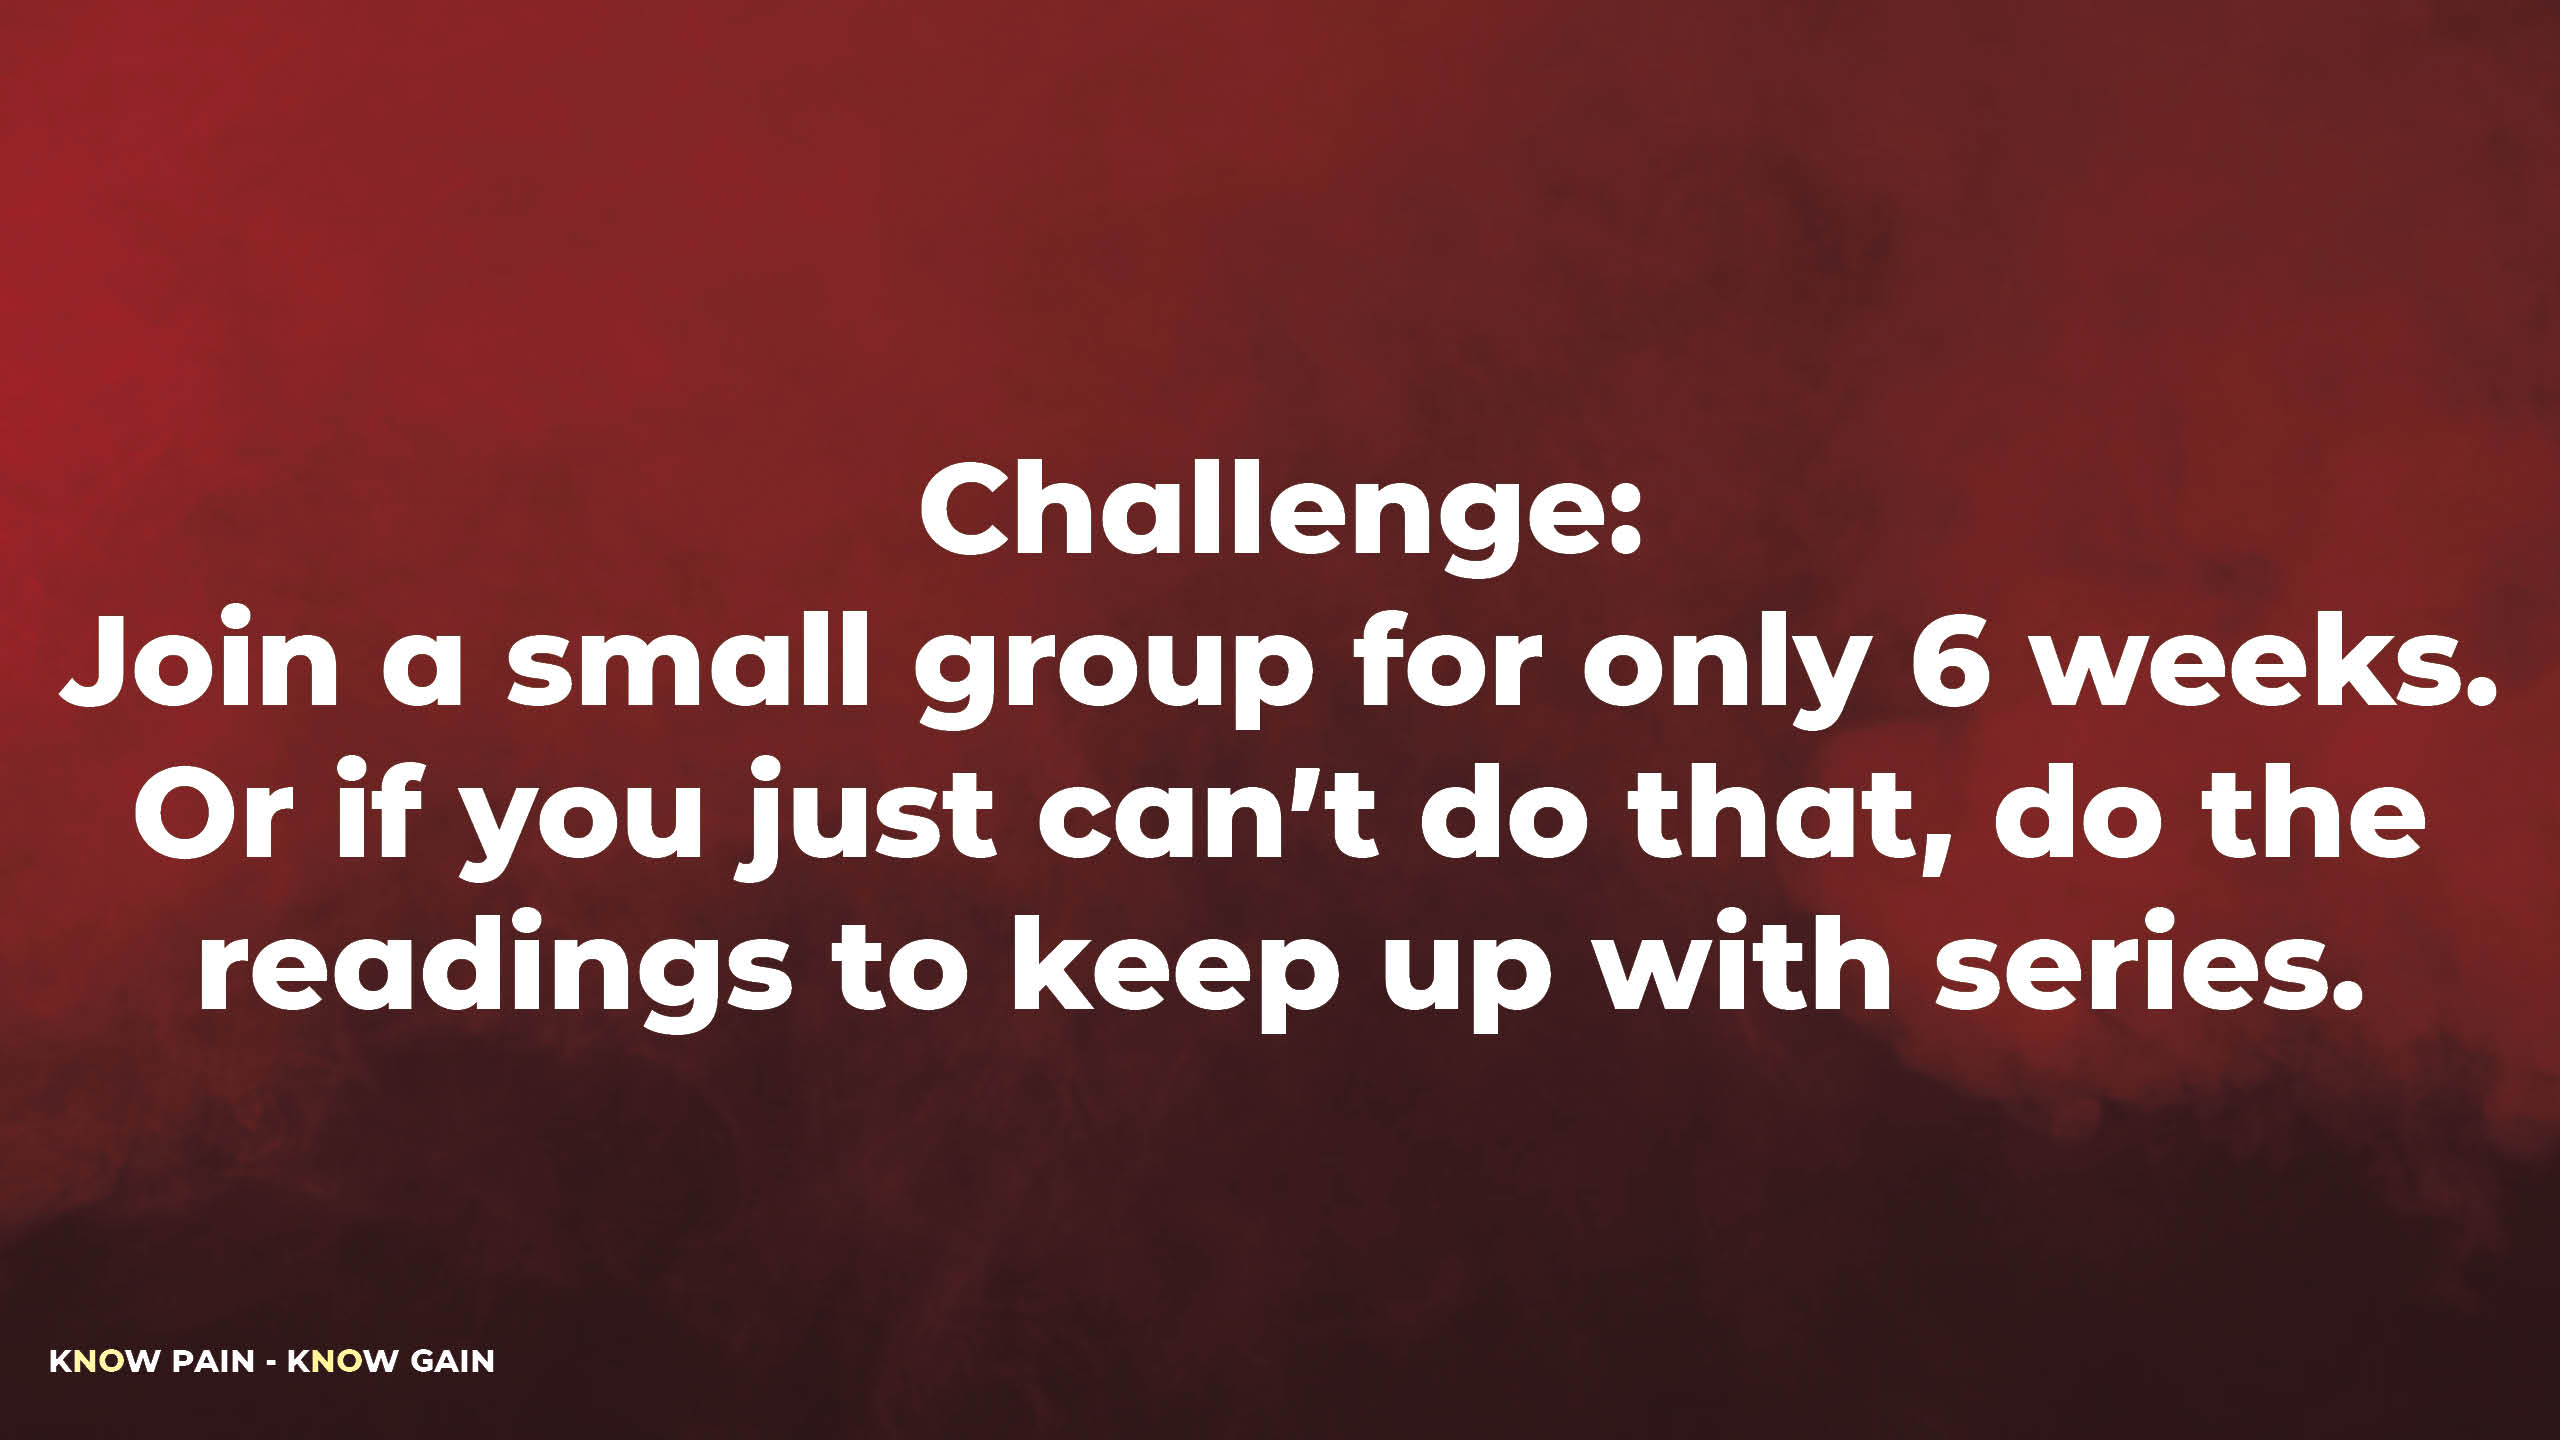 Challenge:
Join a small group for only 6 weeks.
Or if you just can't do that, do the
readings to keep up with series.
KNOW PAIN - KNOW GAIN